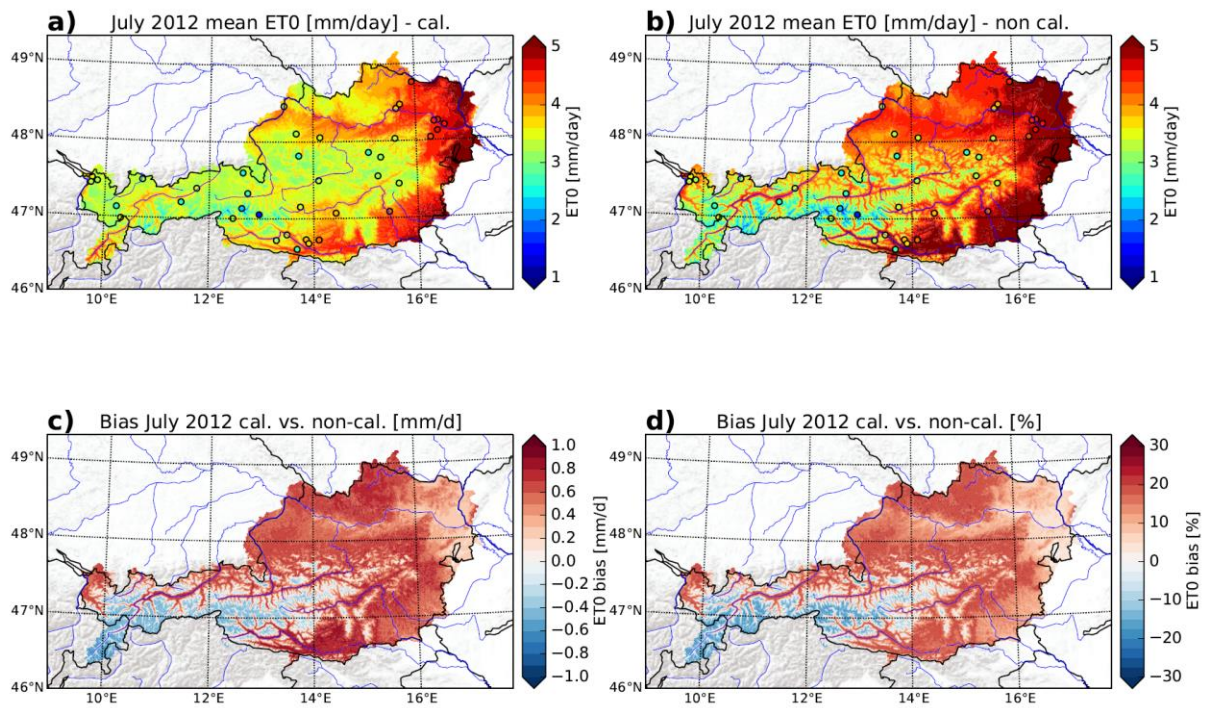 a) July 2012 mean ET0 [mm/day] - cal.
49°N
48°N
47°N
46°N
10°E 12°E 14°E 16°E
5
4
3
2
1
ET0 [mm/day]
b) July 2012 mean ET0 [mm/day] - non cal.
49°N
48°N
47°N
46°N
10°E 12°E 14°E 16°E
5
4
3
2
1
ET0 [mm/day]
c) Bias July 2012 cal. vs. non-cal. [mm/d]
49°N
48°N
47°N
46°N
10°E 12°E 14°E 16°E
1.0
0.8
0.6
0.4
0.2
0.0
−0.2
−0.4
−0.6
−0.8
−1.0
ET0 bias [mm/d]
d) Bias July 2012 cal. vs. non-cal. [%]
49°N
48°N
47°N
46°N
10°E 12°E 14°E 16°E
30
20
10
0
−10
−20
−30
ET0 bias [%]